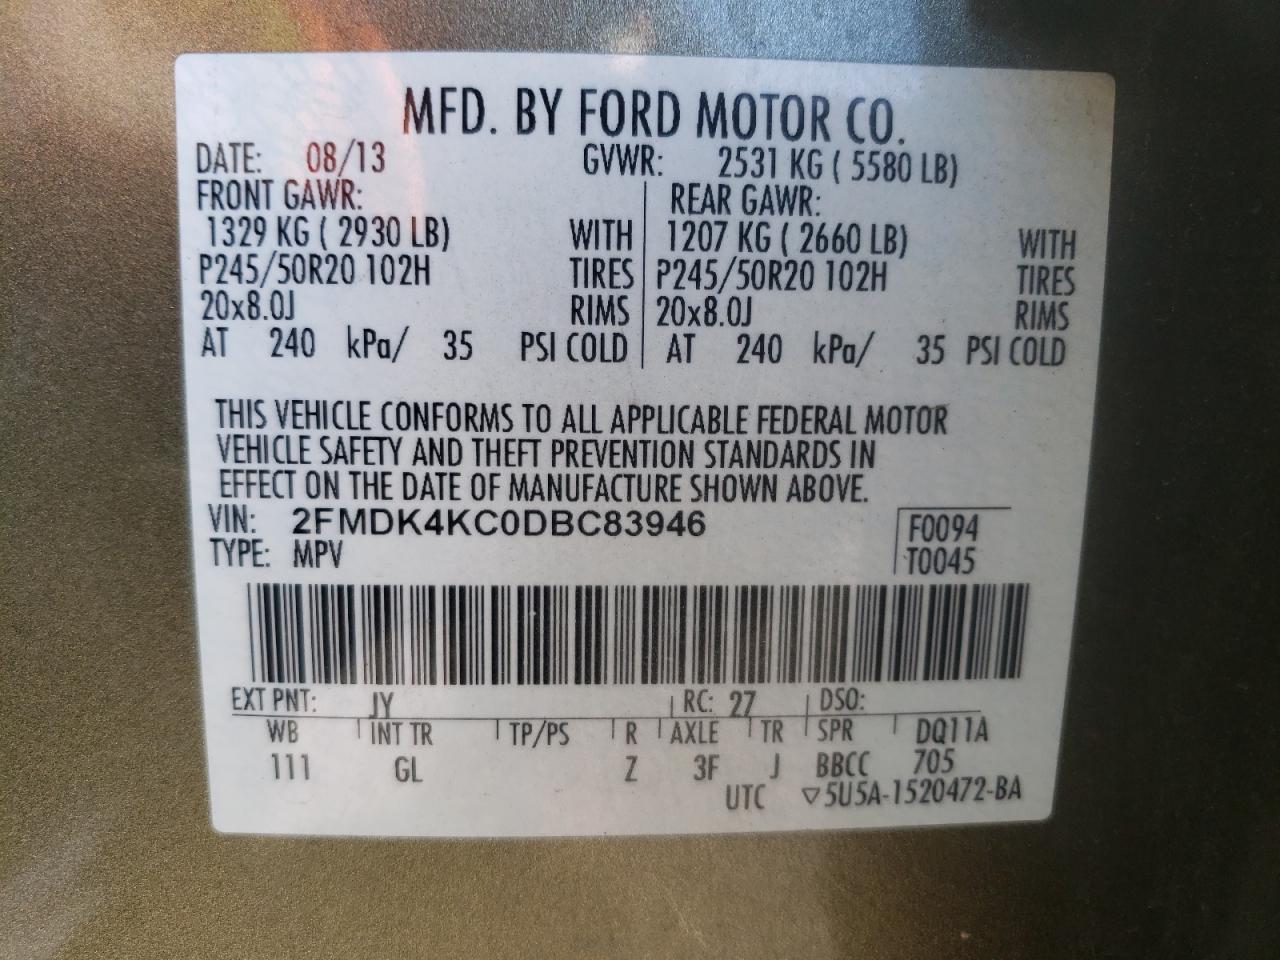 MFD. BY FORD MOTOR CO.
DATE: 08/13 GVWR: 2531 KG ( 5580 LB)
FRONT GAWR: REAR GAWR:
1329 KG ( 2930 LB) WITH 1207 KG ( 2660 LB) WITH
P245/50R20 102H TIRES P245/50R20 102H TIRES
20x8.0J RIMS 20x8.0J RIMS
AT 240 kPa/ 35 PSI COLD AT 240 kPa/ 35 PSI COLD
THIS VEHICLE CONFORMS TO ALL APPLICABLE FEDERAL MOTOR
VEHICLE SAFETY AND THEFT PREVENTION STANDARDS IN
EFFECT ON THE DATE OF MANUFACTURE SHOWN ABOVE.
VIN: 2FMDK4KC0DBC83946 F0094
TYPE: MPV T0045
EXT PNT: JY RC: 27 DSO:
WB INT TR TP/PS R AXLE TR SPR DQ11A
111 GL Z 3F J BBCC 705
UTC ▽5U5A-1520472-BA